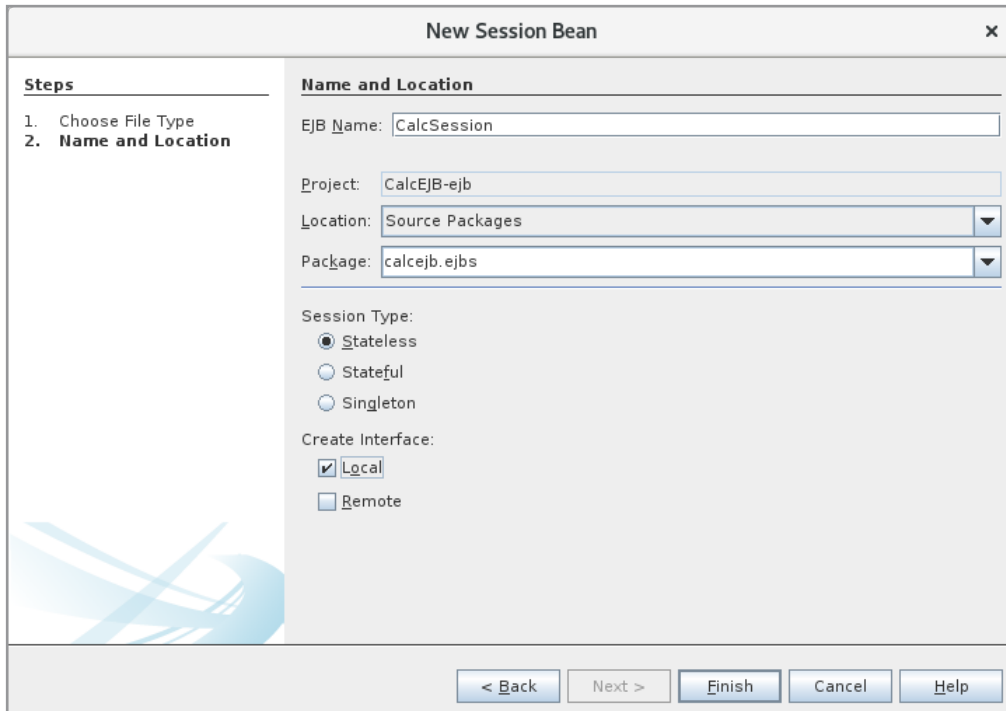 New Session Bean
Steps
1. Choose File Type
2. Name and Location
Name and Location
EJB Name: CalcSession
Project: CalcEJB-ejb
Location: Source Packages
Package: calcejb.ejbs
Session Type:
Stateless
Stateful
Singleton
Create Interface:
Local
Remote
< Back Next > Finish Cancel Help